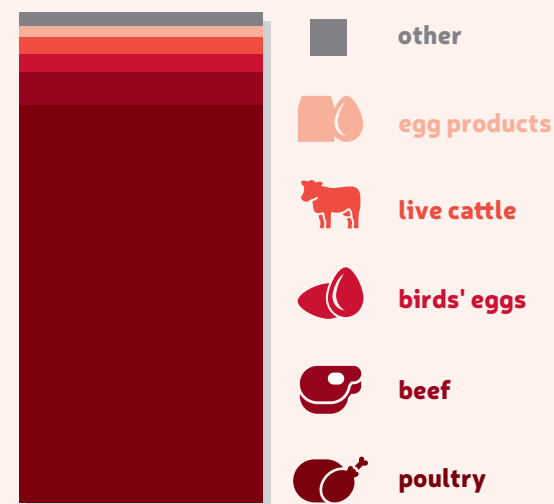 other
egg products
live cattle
birds' eggs
beef
poultry